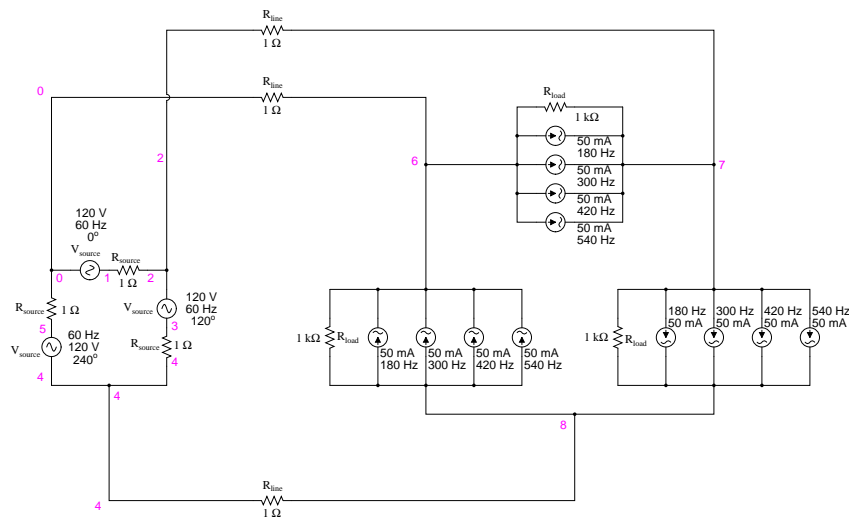 R_line
1 Ω
0
R_line
1 Ω
R_load
1 kΩ
50 mA
180 Hz
50 mA
300 Hz
50 mA
420 Hz
50 mA
540 Hz
2
6
7
120 V
60 Hz
0°
V_source
R_source
0
1
1 Ω
2
R_source
1 Ω
5
V_source
60 Hz
120 V
240°
4
V_source
120 V
60 Hz
120°
3
R_source
1 Ω
4
4
1 kΩ
R_load
50 mA
180 Hz
50 mA
300 Hz
50 mA
420 Hz
50 mA
540 Hz
1 kΩ
R_load
180 Hz
50 mA
300 Hz
50 mA
420 Hz
50 mA
540 Hz
50 mA
8
4
R_line
1 Ω